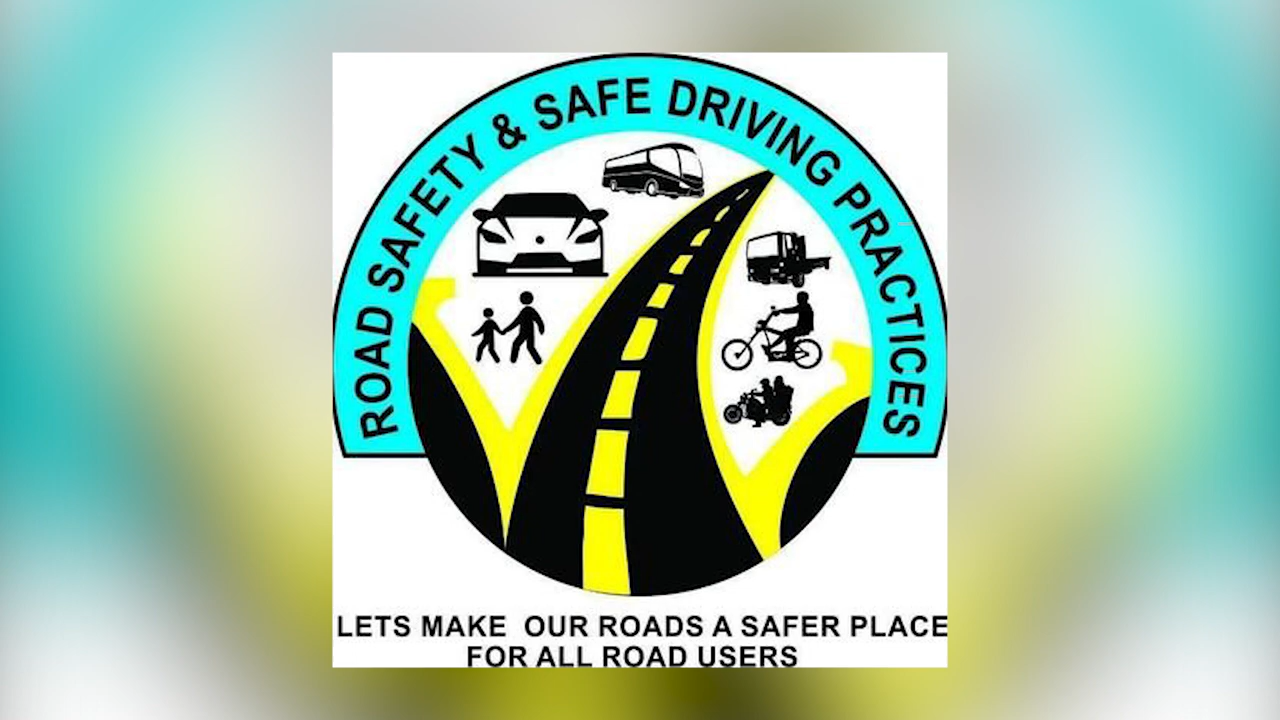 ROAD SAFETY & SAFE DRIVING PRACTICES
LETS MAKE OUR ROADS A SAFER PLACE
FOR ALL ROAD USERS